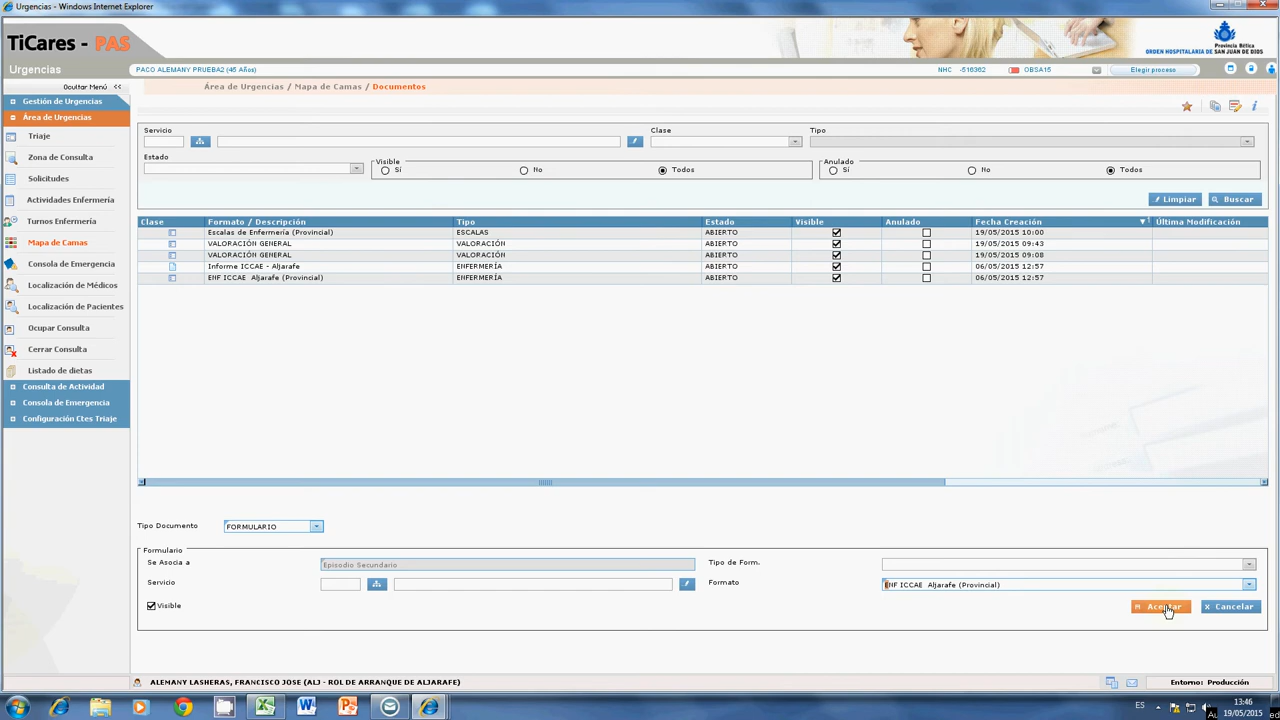 Urgencias - Windows Internet Explorer
TiCares - PAS
Provincia Bética
ORDEN HOSPITALARIA DE SAN JUAN DE DIOS
Urgencias
PACO ALEMANY PRUEBA2 (45 Años)
NHC -516362 OBSA15 Elegir proceso
Ocultar Menú <<
Área de Urgencias / Mapa de Camas / Documentos
Gestión de Urgencias
Área de Urgencias
Triaje
Zona de Consulta
Solicitudes
Actividades Enfermería
Turnos Enfermería
Mapa de Camas
Consola de Emergencia
Localización de Médicos
Localización de Pacientes
Ocupar Consulta
Cerrar Consulta
Listado de dietas
Consulta de Actividad
Consola de Emergencia
Configuración Ctes Triaje
Servicio Clase Tipo
Estado Visible Anulado
Sí No Todos Sí No Todos
Limpiar Buscar
Clase Formato / Descripción Tipo Estado Visible Anulado Fecha Creación Última Modificación
Escalas de Enfermería (Provincial) ESCALAS ABIERTO 19/05/2015 10:00
VALORACIÓN GENERAL VALORACIÓN ABIERTO 19/05/2015 09:43
VALORACIÓN GENERAL VALORACIÓN ABIERTO 19/05/2015 09:08
Informe ICCAE - Aljarafe ENFERMERÍA ABIERTO 06/05/2015 12:57
ENF ICCAE Aljarafe (Provincial) ENFERMERÍA ABIERTO 06/05/2015 12:57
Tipo Documento FORMULARIO
Formulario
Se Asocia a Episodio Secundario Tipo de Form.
Servicio Formato ENF ICCAE Aljarafe (Provincial)
Visible
Aceptar Cancelar
ALEMANY LASHERAS, FRANCISCO JOSE (ALJ - ROL DE ARRANQUE DE ALJARAFE) Entorno: Producción
ES 13:46
19/05/2015